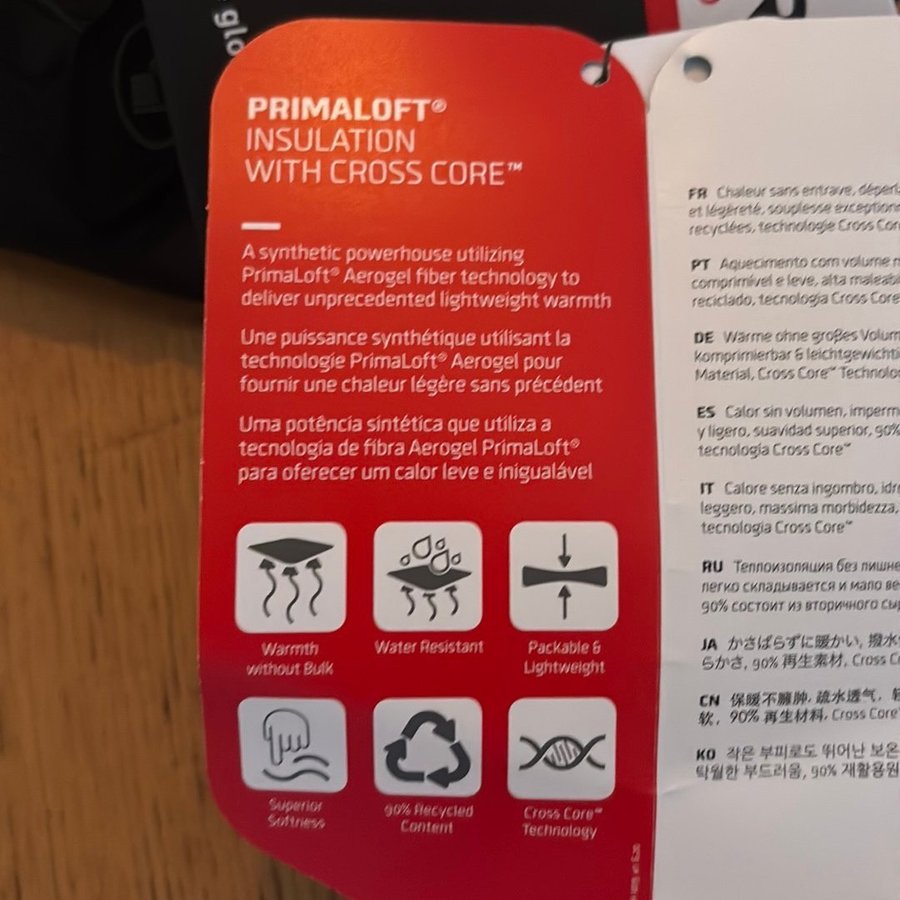 glo
PRIMALOFT®
INSULATION
WITH CROSS CORE™
A synthetic powerhouse utilizing
PrimaLoft® Aerogel fiber technology to
deliver unprecedented lightweight warmth
Une puissance synthétique utilisant la
technologie PrimaLoft® Aerogel pour
fournir une chaleur légère sans précédent
Uma potência sintética que utiliza a
tecnologia de fibra Aerogel PrimaLoft®
para oferecer um calor leve e inigualável
Warmth
without Bulk
Water Resistant
Packable &
Lightweight
Superior
Softness
90% Recycled
Content
Cross Core™
Technology
FR Chaleur sans entrave, déperl
et légèreté, souplesse exception
recyclées, technologie Cross Cor
PT Aquecimento com volume
comprimível e leve, alta maleabi
reciclado, tecnologia Cross Core
DE Wärme ohne großes Volum
komprimierbar & leichtgewichti
Material, Cross Core™ Technolo
ES Calor sin volumen, imperm
y ligero, suavidad superior, 90%
tecnología Cross Core™
IT Calore senza ingombro, idr
leggero, massima morbidezza,
tecnologia Cross Core™
RU Теплоизоляция без лишне
легко складывается и мало ве
90% состоит из вторичного сы
JA かさばらずに暖かい, 撥水
らかさ, 90% 再生素材, Cross C
CN 保暖不臃肿, 疏水透气, 轻
软, 90% 再生材料, Cross Core
KO 작은 부피로도 뛰어난 보온
탁월한 부드러움, 90% 재활용원